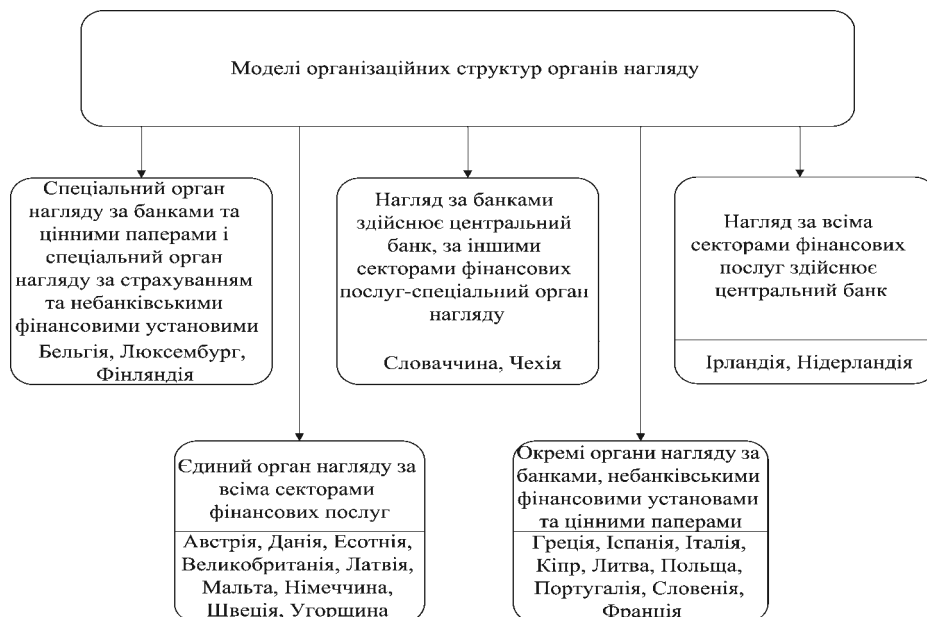 Моделі організаційних структур органів нагляду
Спеціальний орган
нагляду за банками та
цінними паперами і
спеціальний орган
нагляду за страхуванням
та небанківськими
фінансовими установими
Бельгія, Люксембург,
Фінляндія
Нагляд за банками
здійснює центральний
банк, за іншими
секторами фінансових
послуг-спеціальний орган
нагляду
Словаччина, Чехія
Нагляд за всіма
секторами фінансових
послуг здійснює
центральний банк
Ірландія, Нідерландія
Єдиний орган нагляду за
всіма секторами
фінансових послуг
Австрія, Данія, Есотнія,
Великобританія, Латвія,
Мальта, Німеччина,
Швеція, Угорщина
Окремі органи нагляду за
банками, небанківськими
фінансовими установами
та цінними паперами
Греція, Іспанія, Італія,
Кіпр, Литва, Польща,
Португалія, Словенія,
Франція